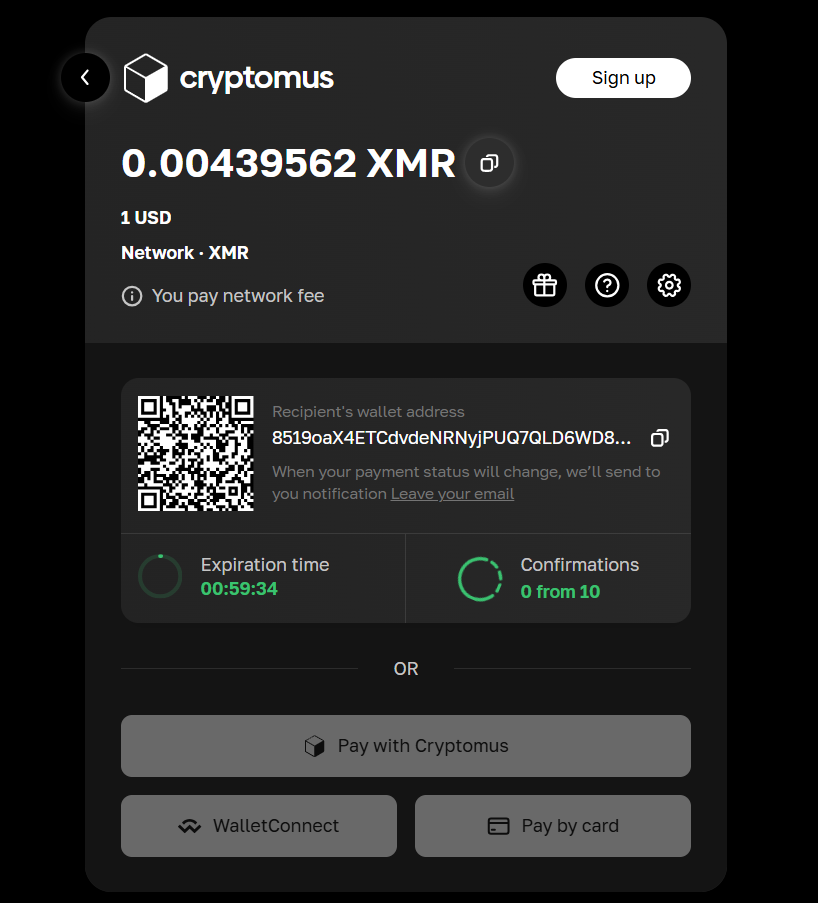 cryptomus
Sign up
0.00439562 XMR
1 USD
Network · XMR
You pay network fee
Recipient's wallet address
8519oaX4ETCdvdeNRNyjPUQ7QLD6WD8...
When your payment status will change, we'll send to
you notification Leave your email
Expiration time
00:59:34
Confirmations
0 from 10
OR
Pay with Cryptomus
WalletConnect
Pay by card